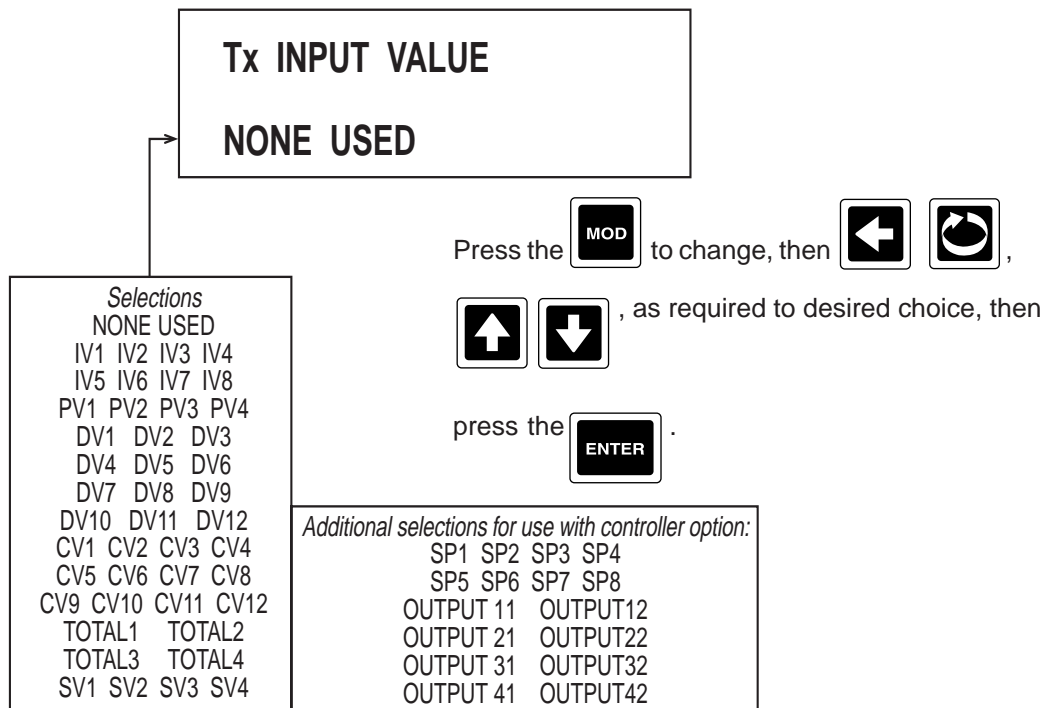 Tx INPUT VALUE
NONE USED
Press the MOD to change, then ,
, as required to desired choice, then
press the ENTER .
Selections
NONE USED
IV1 IV2 IV3 IV4
IV5 IV6 IV7 IV8
PV1 PV2 PV3 PV4
DV1 DV2 DV3
DV4 DV5 DV6
DV7 DV8 DV9
DV10 DV11 DV12
CV1 CV2 CV3 CV4
CV5 CV6 CV7 CV8
CV9 CV10 CV11 CV12
TOTAL1 TOTAL2
TOTAL3 TOTAL4
SV1 SV2 SV3 SV4
Additional selections for use with controller option:
SP1 SP2 SP3 SP4
SP5 SP6 SP7 SP8
OUTPUT 11 OUTPUT12
OUTPUT 21 OUTPUT22
OUTPUT 31 OUTPUT32
OUTPUT 41 OUTPUT42